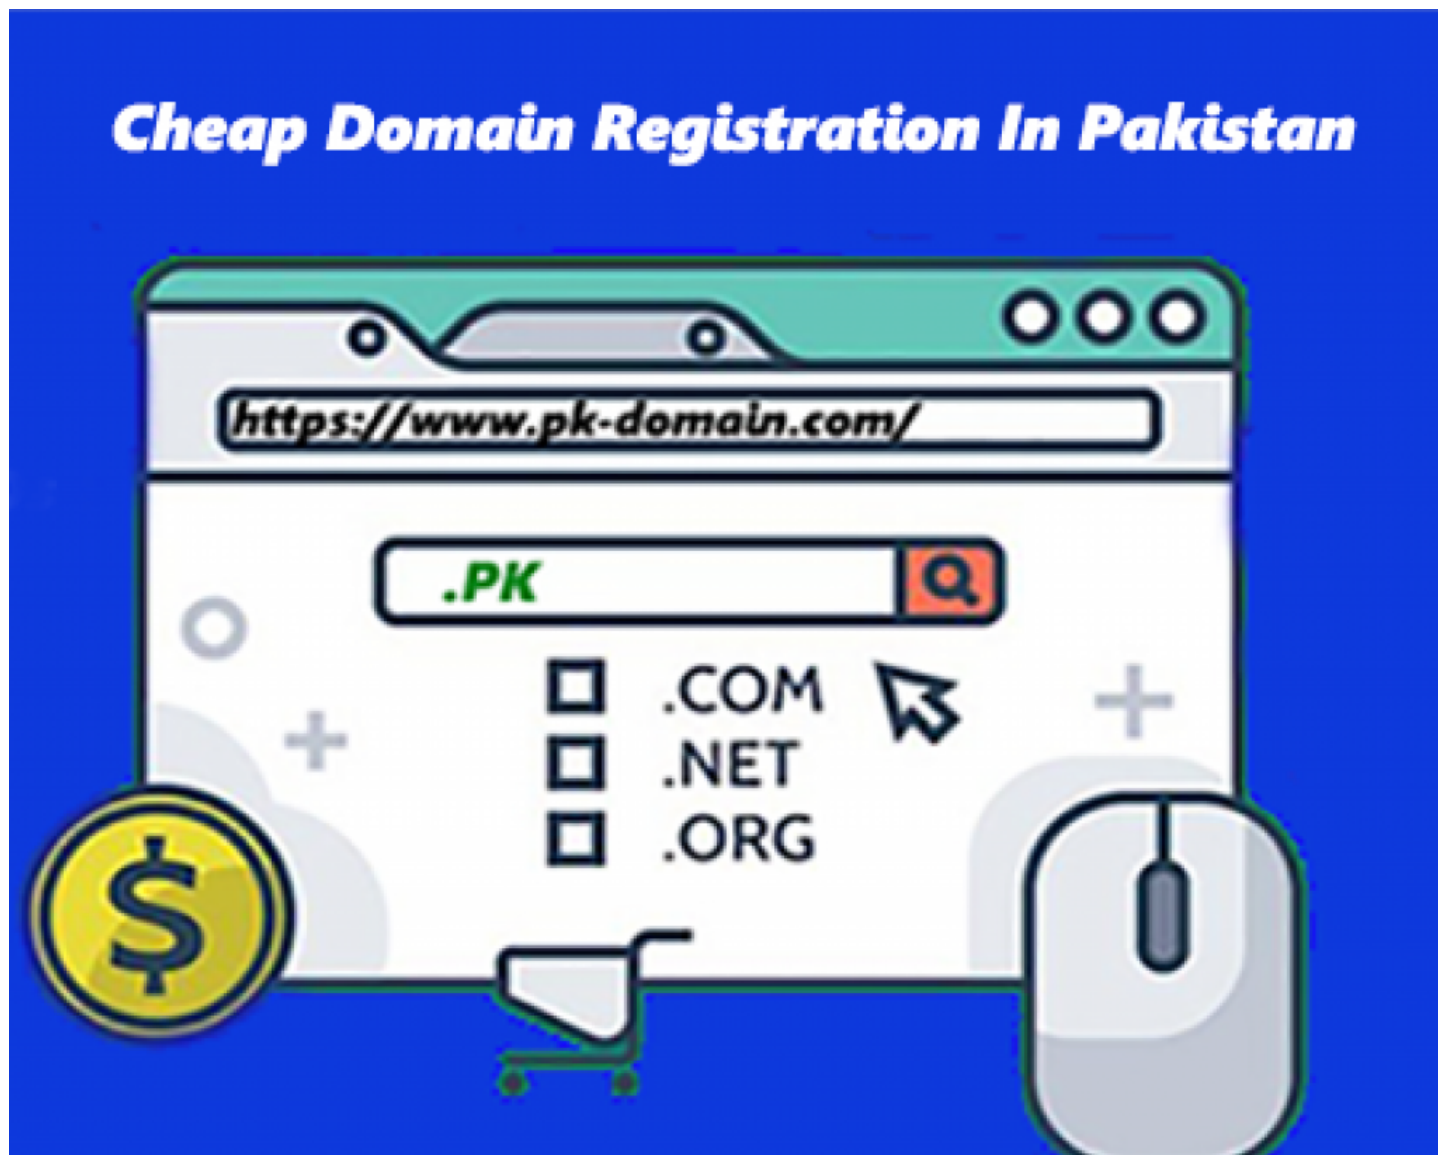 Cheap Domain Registration In Pakistan
https://www.pk-domain.com/
.PK
.COM
.NET
.ORG
$